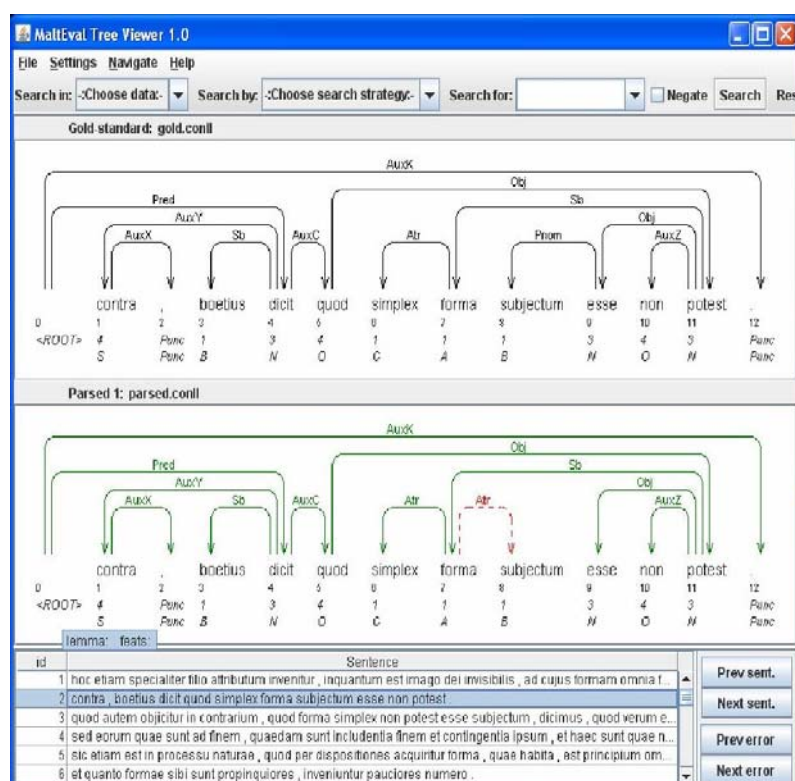 MaltEval Tree Viewer 1.0
File Settings Navigate Help
Search in: -:Choose data:- Search by: -:Choose search strategy:- Search for: Negate Search Res
Gold-standard: gold.conll
AuxK
Obj
Pred Sb
AuxY Obj
AuxX Sb AuxC Atr Pnom AuxZ
contra , boetius dicit quod simplex forma subjectum esse non potest .
0 1 2 3 4 5 6 7 8 9 10 11 12
<ROOT> 4 Punc 1 3 4 1 1 1 3 4 3 Punc
S Punc B N O C A B N O N Punc
Parsed 1: parsed.conll
AuxK
Obj
Pred Sb
AuxY Obj
AuxX Sb AuxC Atr Atr AuxZ
contra , boetius dicit quod simplex forma subjectum esse non potest .
0 1 2 3 4 5 6 7 8 9 10 11 12
<ROOT> 4 Punc 1 3 4 1 1 1 3 4 3 Punc
S Punc B N O C A B N O N Punc
lemma: feats:
id Sentence
1 hoc etiam specialiter filio attributum invenitur , inquantum est imago dei invisibilis , ad cujus formam omnia f...
2 contra , boetius dicit quod simplex forma subjectum esse non potest .
3 quod autem objicitur in contrarium , quod forma simplex non potest esse subjectum , dicimus , quod verum e...
4 sed eorum quae sunt ad finem , quaedam sunt includentia finem et contingentia ipsum , et haec sunt quae n...
5 sic etiam est in processu naturae , quod per dispositiones acquiritur forma , quae habita , est principium om...
6 et quanto formae sibi sunt propinquiores , inveniuntur pauciores numero .
Prev sent.
Next sent.
Prev error
Next error